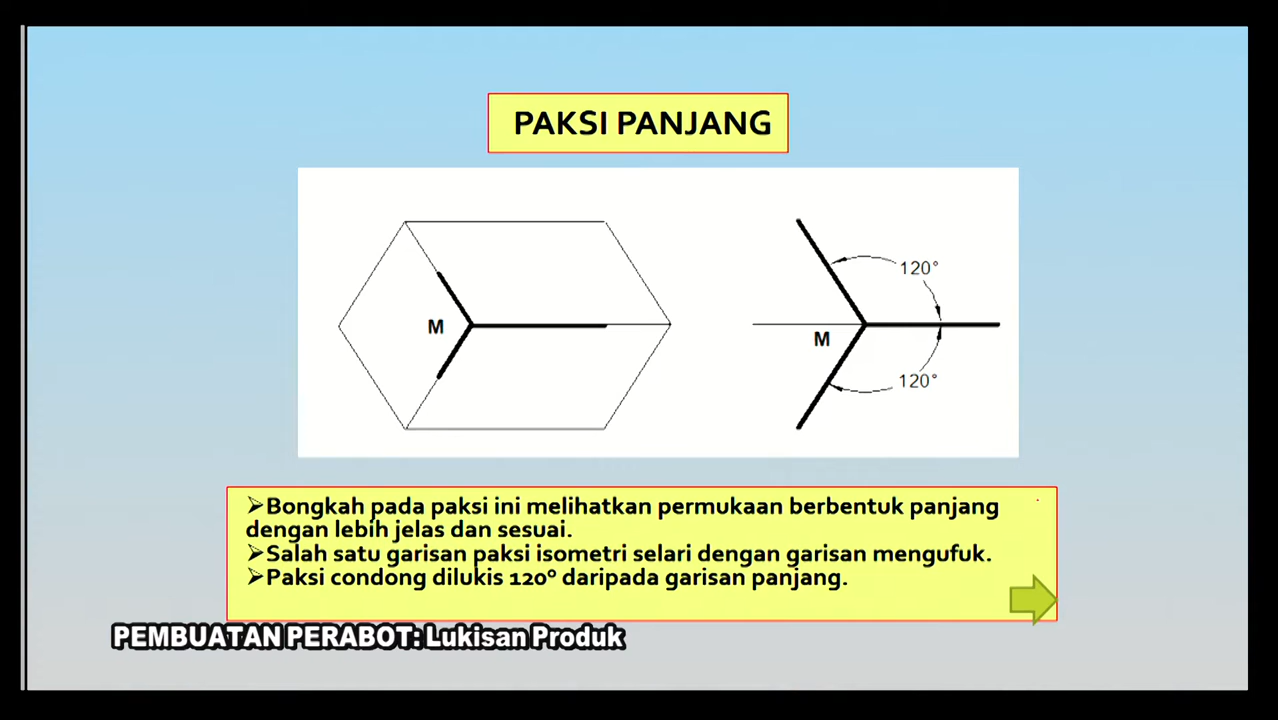 PAKSI PANJANG
M
120°
M
120°
➢Bongkah pada paksi ini melihatkan permukaan berbentuk panjang
dengan lebih jelas dan sesuai.
➢Salah satu garisan paksi isometri selari dengan garisan mengufuk.
➢Paksi condong dilukis 120° daripada garisan panjang.
PEMBUATAN PERABOT: Lukisan Produk